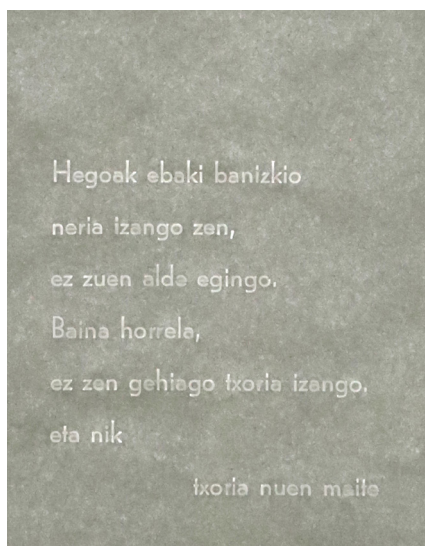 Hegoak ebaki banizkio
neria izango zen,
ez zuen alde egingo.
Baina horrela,
ez zen gehiago txoria izango.
eta nik
txoria nuen maite